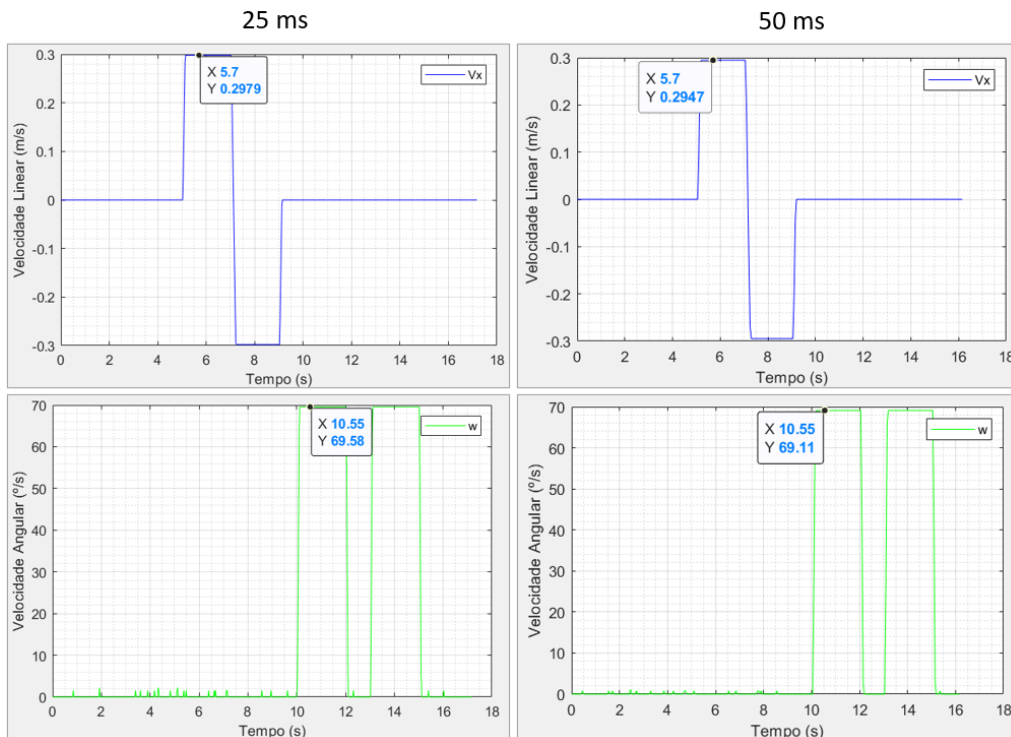 25 ms
50 ms
Velocidade Linear (m/s)
0.3
0.2
0.1
0
-0.1
-0.2
-0.3
X 5.7
Y 0.2979
Vx
0 2 4 6 8 10 12 14 16 18
Tempo (s)
Velocidade Linear (m/s)
0.3
0.2
0.1
0
-0.1
-0.2
-0.3
X 5.7
Y 0.2947
Vx
0 2 4 6 8 10 12 14 16 18
Tempo (s)
Velocidade Angular (º/s)
70
60
50
40
30
20
10
0
X 10.55
Y 69.58
w
0 2 4 6 8 10 12 14 16 18
Tempo (s)
Velocidade Angular (º/s)
70
60
50
40
30
20
10
0
X 10.55
Y 69.11
w
0 2 4 6 8 10 12 14 16 18
Tempo (s)